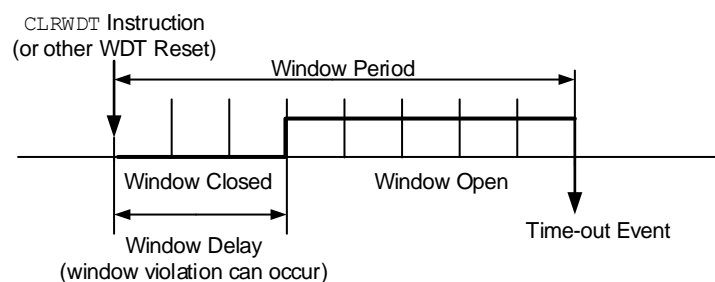 CLRWDT Instruction
(or other WDT Reset)
Window Period
Window Closed
Window Open
Window Delay
(window violation can occur)
Time-out Event